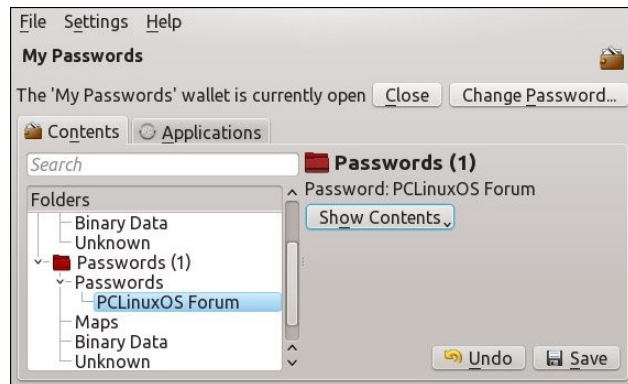 File Settings Help
My Passwords
The 'My Passwords' wallet is currently open Close Change Password...
Contents Applications
Search
Folders
Binary Data
Unknown
Passwords (1)
Passwords
PCLinuxOS Forum
Maps
Binary Data
Unknown
Passwords (1)
Password: PCLinuxOS Forum
Show Contents
Undo Save